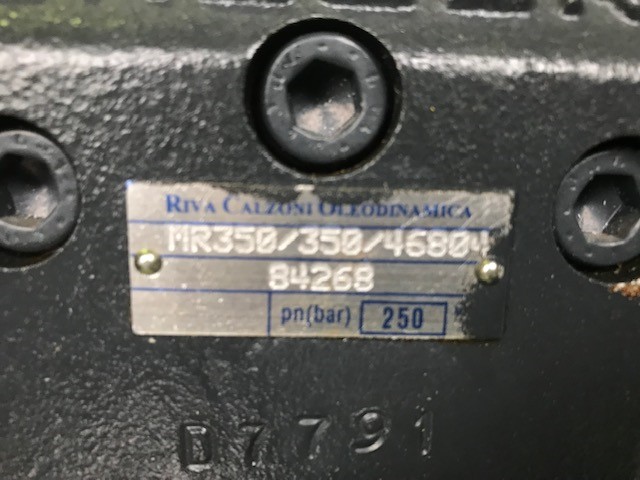 RIVA CALZONI OLEODINAMICA
MR350/350/46804
84268
pn(bar) 250
D7791